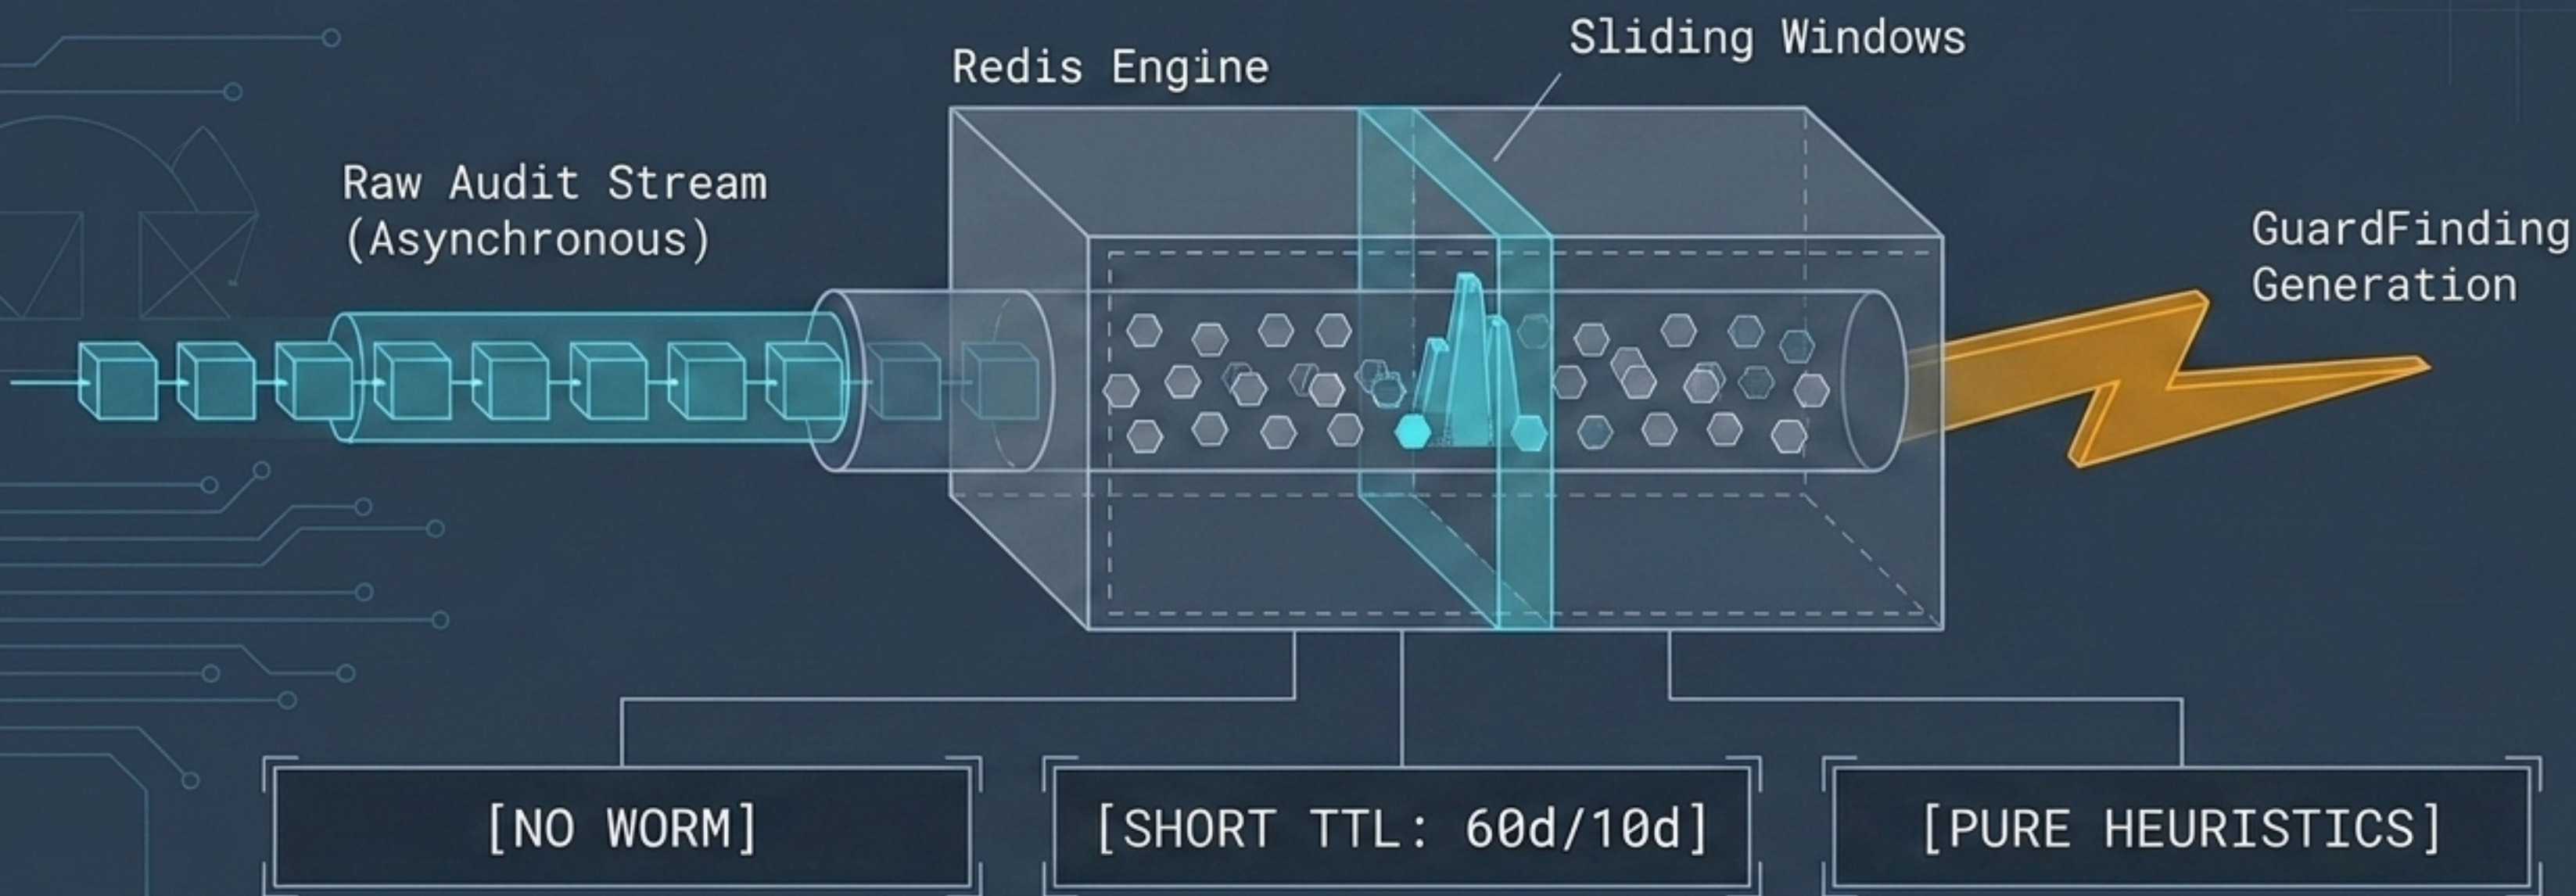 Sliding Windows
Redis Engine
Raw Audit Stream
(Asynchronous)
GuardFinding
Generation
[NO WORM]
[SHORT TTL: 60d/10d]
[PURE HEURISTICS]